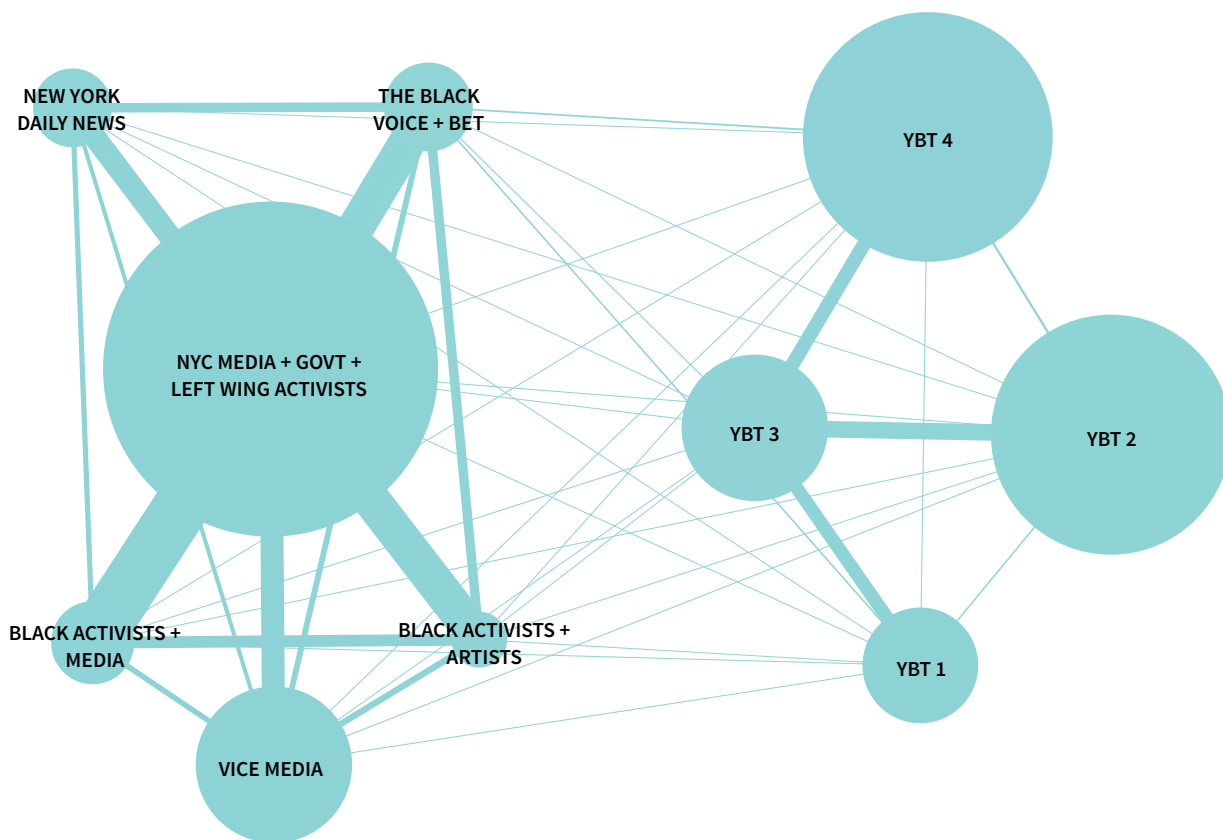 NEW YORK
DAILY NEWS
THE BLACK
VOICE + BET
YBT 4
NYC MEDIA + GOVT +
LEFT WING ACTIVISTS
YBT 3
YBT 2
BLACK ACTIVISTS +
MEDIA
BLACK ACTIVISTS +
ARTISTS
YBT 1
VICE MEDIA